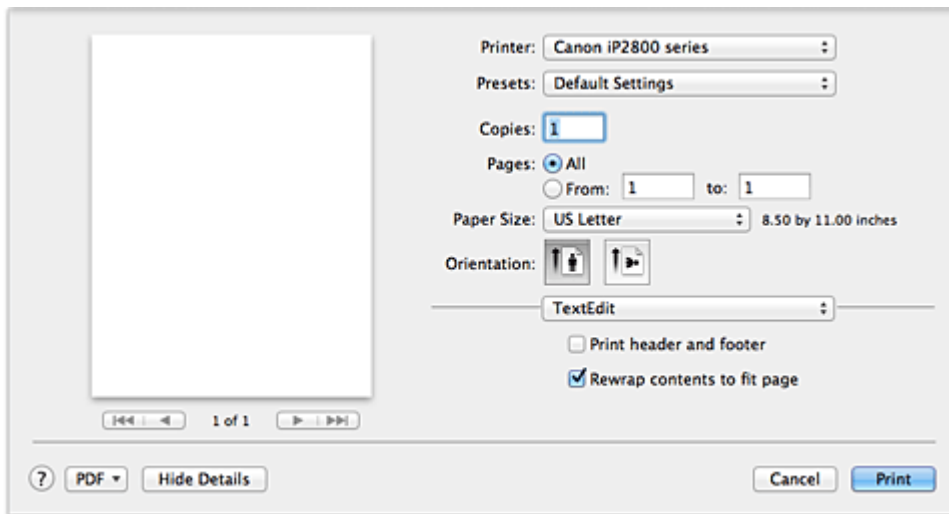 Printer: Canon iP2800 series
Presets: Default Settings
Copies: 1
Pages: All
From: 1 to: 1
Paper Size: US Letter 8.50 by 11.00 inches
Orientation:
TextEdit
Print header and footer
Rewrap contents to fit page
1 of 1
? PDF Hide Details Cancel Print